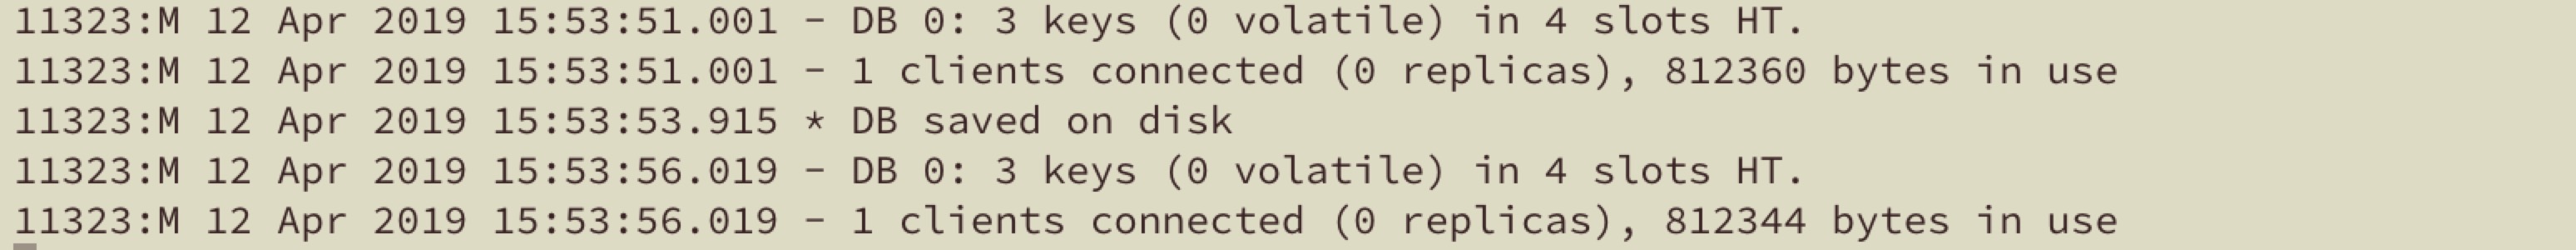 11323:M 12 Apr 2019 15:53:51.001 - DB 0: 3 keys (0 volatile) in 4 slots HT.
11323:M 12 Apr 2019 15:53:51.001 - 1 clients connected (0 replicas), 812360 bytes in use
11323:M 12 Apr 2019 15:53:53.915 * DB saved on disk
11323:M 12 Apr 2019 15:53:56.019 - DB 0: 3 keys (0 volatile) in 4 slots HT.
11323:M 12 Apr 2019 15:53:56.019 - 1 clients connected (0 replicas), 812344 bytes in use